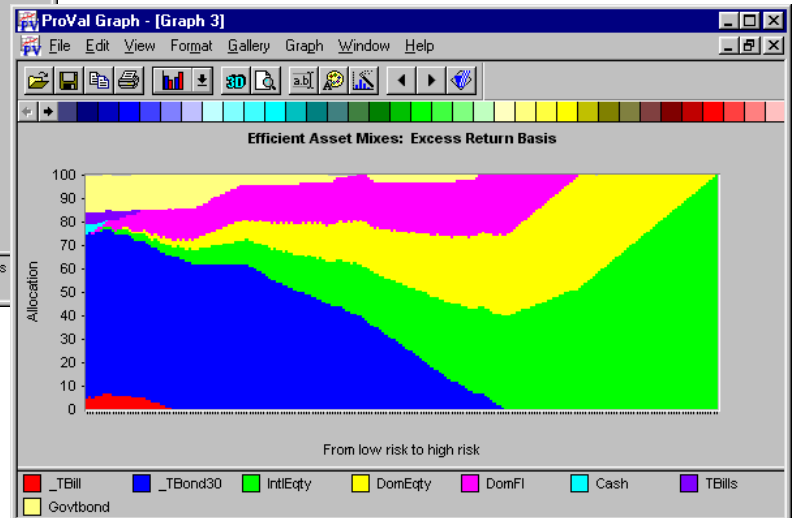 ProVal Graph - [Graph 3]
File Edit View Format Gallery Graph Window Help
3D a.b]
Efficient Asset Mixes: Excess Return Basis
100
90
80
70
60
50
40
30
20
10
0
Allocation
s
From low risk to high risk
_TBill _TBond30 IntlEqty DomEqty DomFI Cash TBills
Govtbond